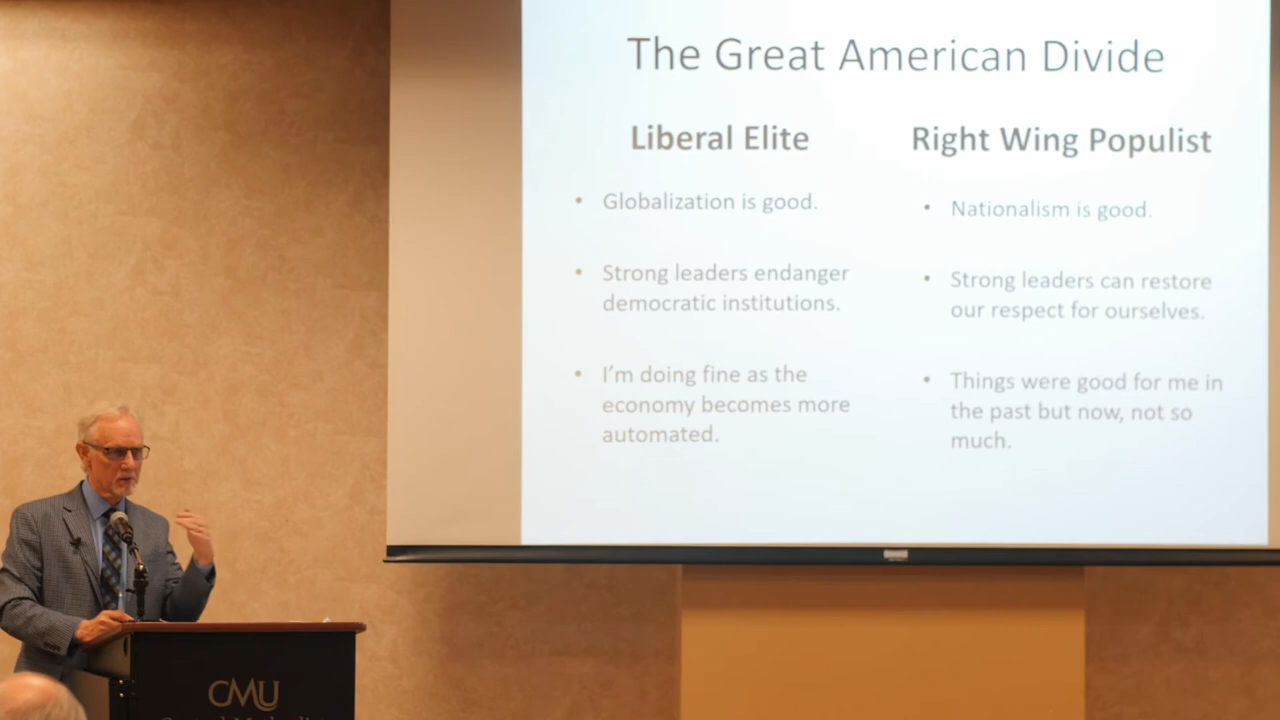 The Great American Divide
Liberal Elite
• Globalization is good.
• Strong leaders endanger
democratic institutions.
• I'm doing fine as the
economy becomes more
automated.
Right Wing Populist
• Nationalism is good.
• Strong leaders can restore
our respect for ourselves.
• Things were good for me in
the past but now, not so
much.
CMU